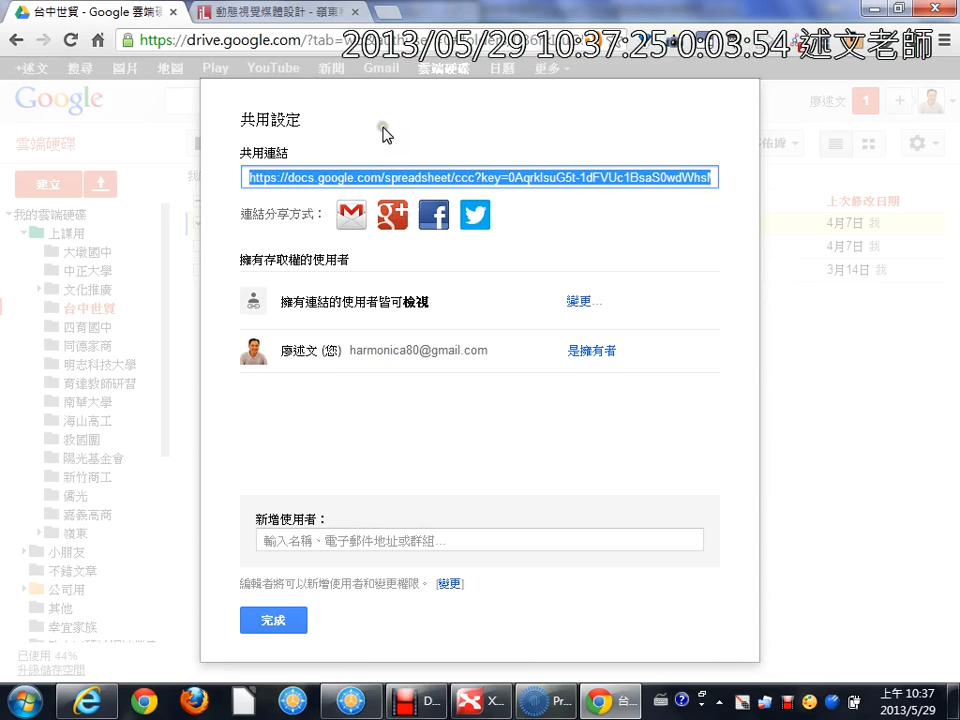 台中世貿 - Google 雲端硬
動態視覺媒體設計 - 嶺東科
https://drive.google.com/?tab=
2013/05/29 10:37:25 0:03:54 述文老師
+述文 搜尋 圖片 地圖 Play YouTube 新聞 Gmail 雲端硬碟 日曆 更多
Google
廖述文 1 +
雲端硬碟
建立
我的雲端硬碟
上課用
大墩國中
中正大學
文化推廣
台中世貿
四育國中
同德家商
明志科技大學
育達教師研習
南華大學
海山高工
救國團
陽光基金會
新竹商工
僑光
嘉義高商
嶺東
小朋友
不錯文章
公司用
其他
幸宜家族
已使用 44%
升級儲存空間
上次修改日期
4月7日 我
4月7日 我
3月14日 我
共用設定
共用連結
https://docs.google.com/spreadsheet/ccc?key=0AqrkIsuG5t-1dFVUc1BsaS0wdWhsM
連結分享方式：
擁有存取權的使用者
擁有連結的使用者皆可檢視 變更...
廖述文 (您) harmonica80@gmail.com 是擁有者
新增使用者：
輸入名稱、電子郵件地址或群組...
編輯者將可以新增使用者和變更權限。 [變更]
完成
D... X... Pr... 台...
上午 10:37
2013/5/29